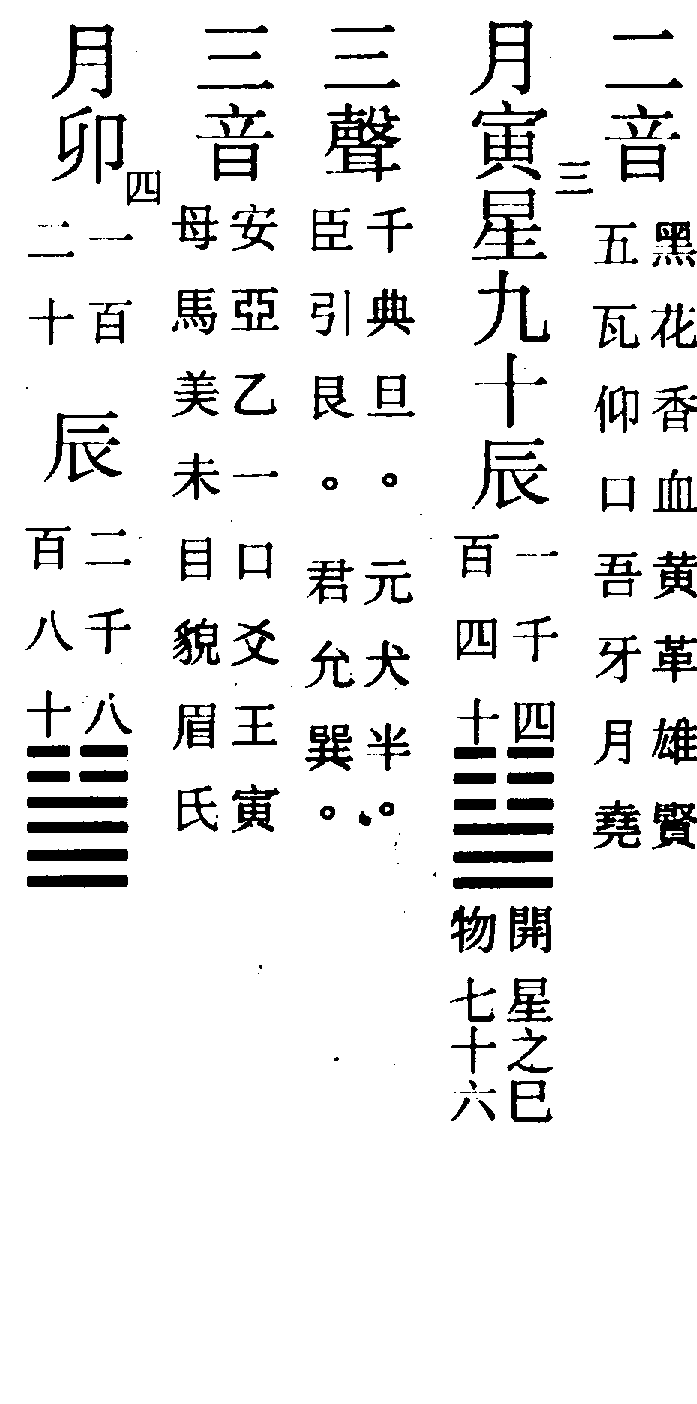 二音
黑花香血黄革雄賢
五瓦仰口吾牙月堯
月寅三星九十辰
一千四
百四十
䷊
開
物
星之巳
七十六
三聲
千典旦○元犬半○
臣引艮○君允巽○
三音
安亞乙一口爻王寅
母馬美未目貌眉氏
月卯四
一百
二十
辰
二千八
百八十
䷡